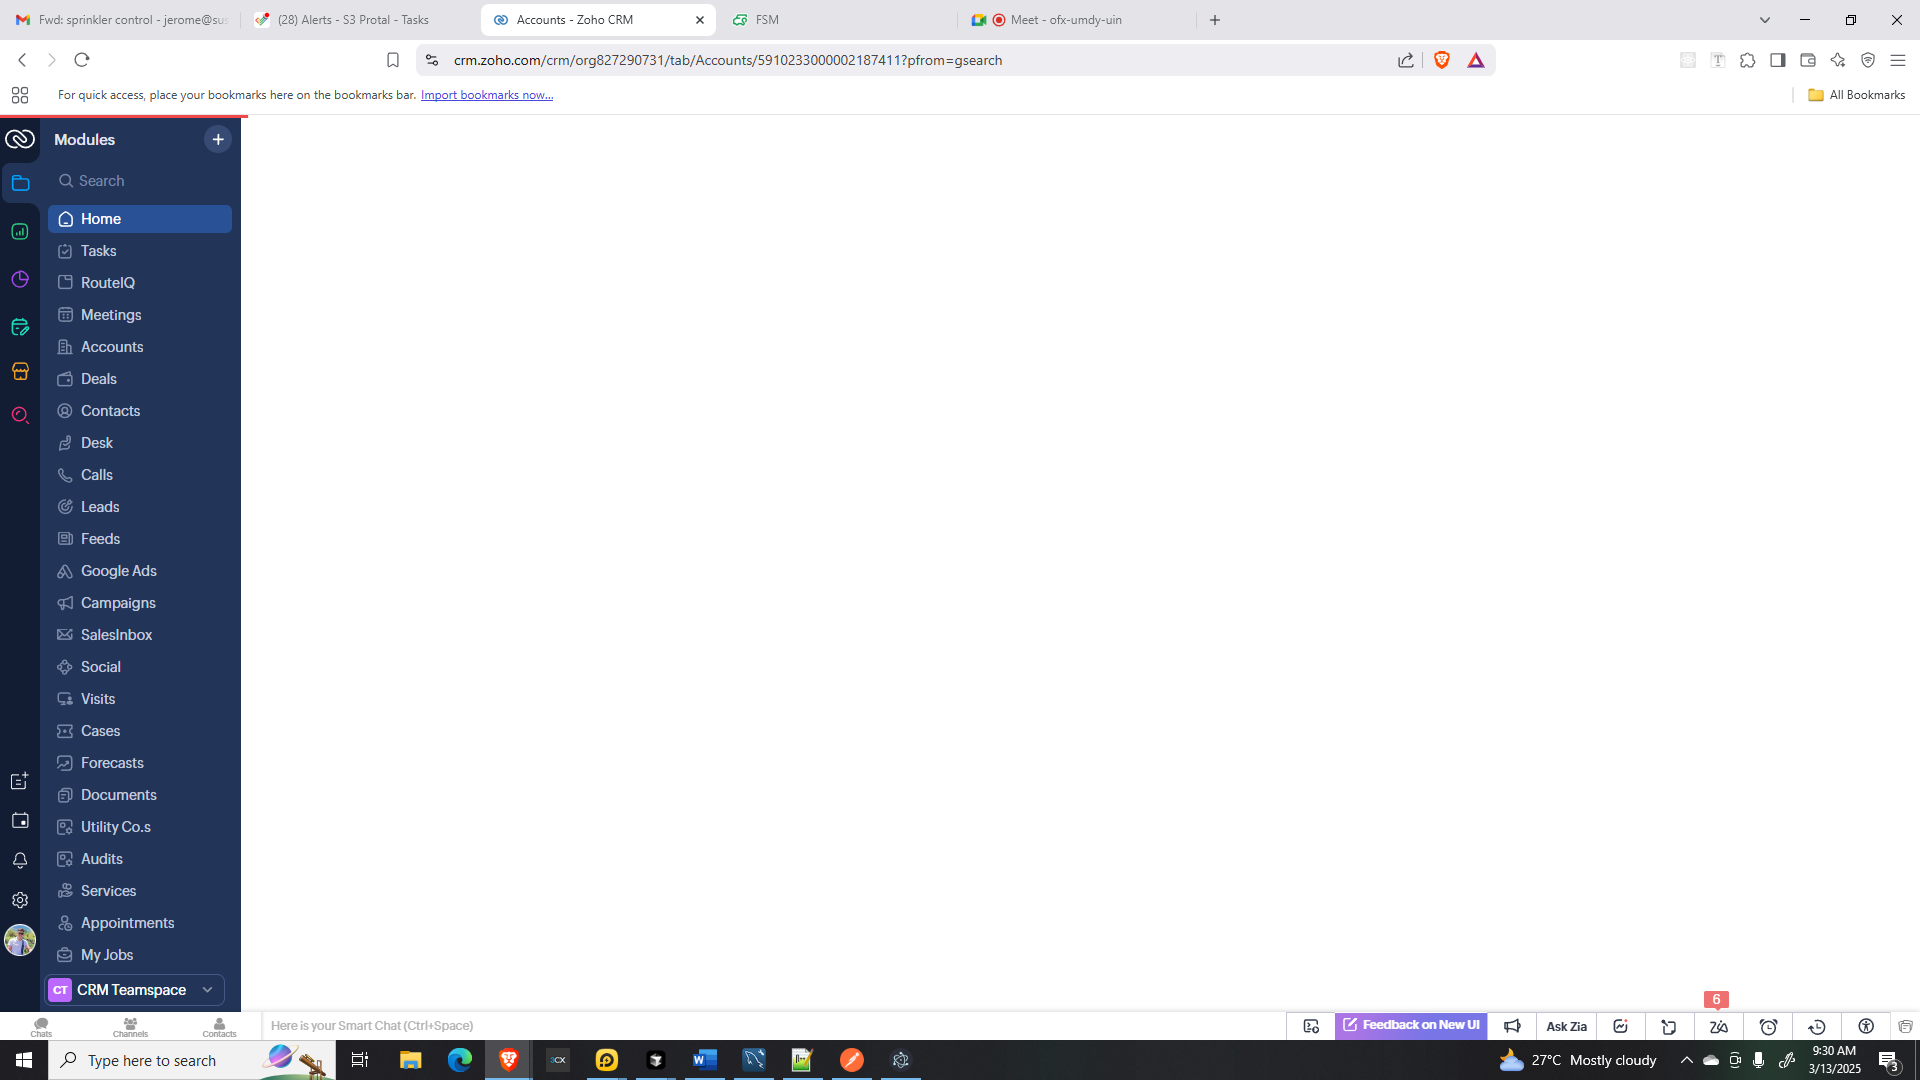 Fwd: sprinkler control - jerome@sus
(28) Alerts - S3 Protal - Tasks
Accounts - Zoho CRM
FSM
Meet - ofx-umdy-uin
crm.zoho.com/crm/org827290731/tab/Accounts/5910233000002187411?pfrom=gsearch
For quick access, place your bookmarks here on the bookmarks bar. Import bookmarks now...
All Bookmarks
Modules
Search
Home
Tasks
RouteIQ
Meetings
Accounts
Deals
Contacts
Desk
Calls
Leads
Feeds
Google Ads
Campaigns
SalesInbox
Social
Visits
Cases
Forecasts
Documents
Utility Co.s
Audits
Services
Appointments
My Jobs
CT CRM Teamspace
6
Chats
Channels
Contacts
Here is your Smart Chat (Ctrl+Space)
Feedback on New UI
Ask Zia
Type here to search
27°C Mostly cloudy
9:30 AM
3/13/2025
3